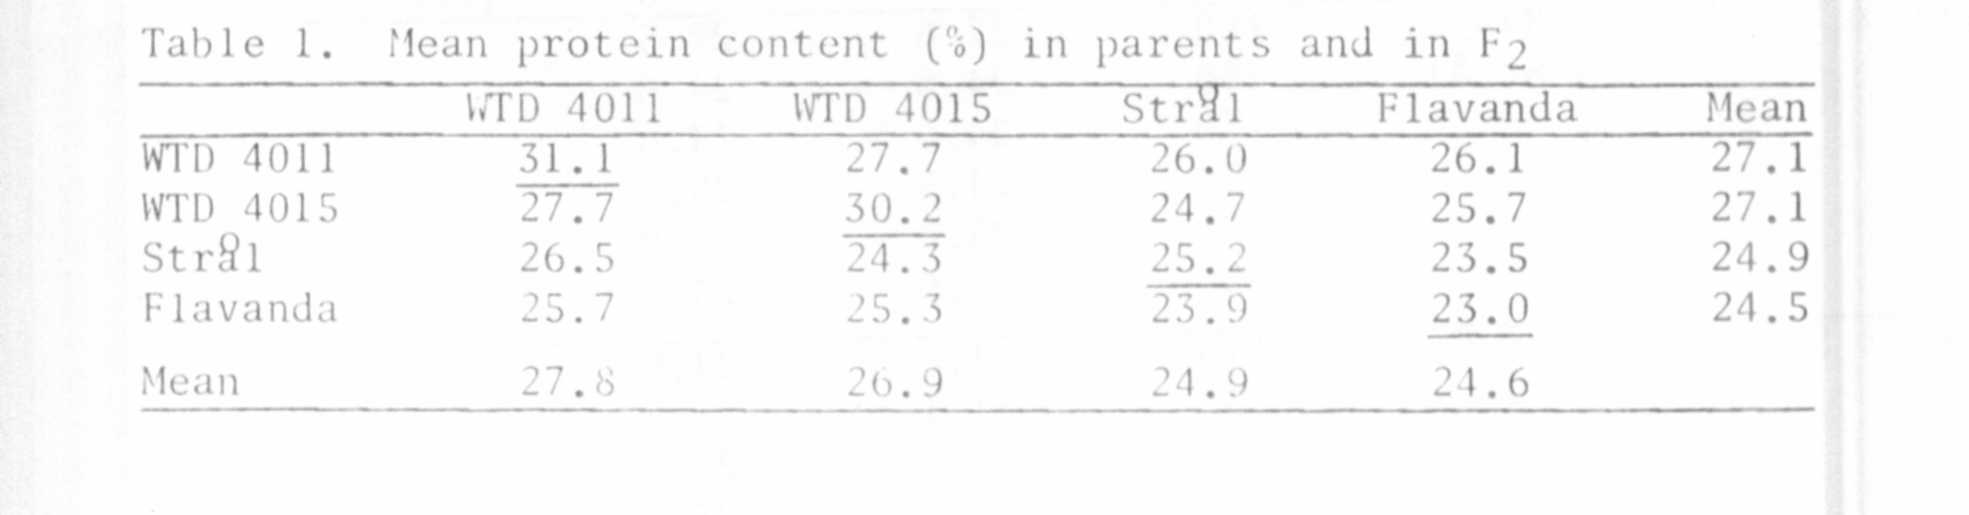 Table 1. Mean protein content (%) in parents and in F2
WTD 4011 WTD 4015 Strål Flavanda Mean
WTD 4011 31.1 27.7 26.0 26.1 27.1
WTD 4015 27.7 30.2 24.7 25.7 27.1
Strål 26.5 24.3 25.2 23.5 24.9
Flavanda 25.7 25.3 23.9 23.0 24.5
Mean 27.8 26.9 24.9 24.6